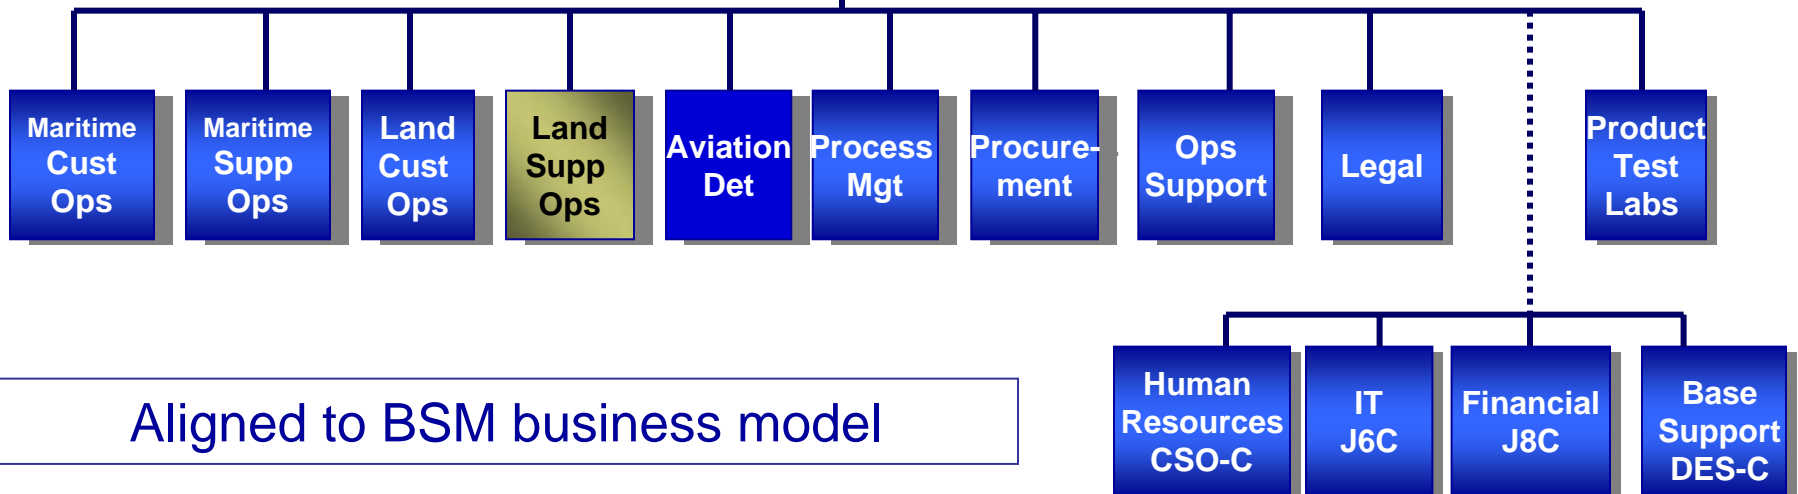 Maritime
Cust
Ops
Maritime
Supp
Ops
Land
Cust
Ops
Land
Supp
Ops
Aviation
Det
Process
Mgt
Procure-
ment
Ops
Support
Legal
Product
Test
Labs
Human
Resources
CSO-C
IT
J6C
Financial
J8C
Base
Support
DES-C
Aligned to BSM business model